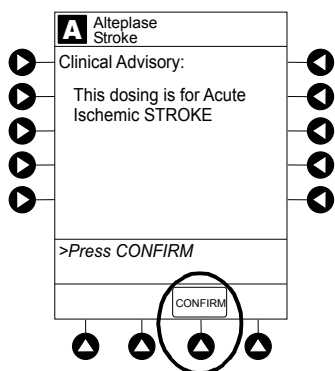 A Alteplase
Stroke
Clinical Advisory:
This dosing is for Acute
Ischemic STROKE
>Press CONFIRM
CONFIRM